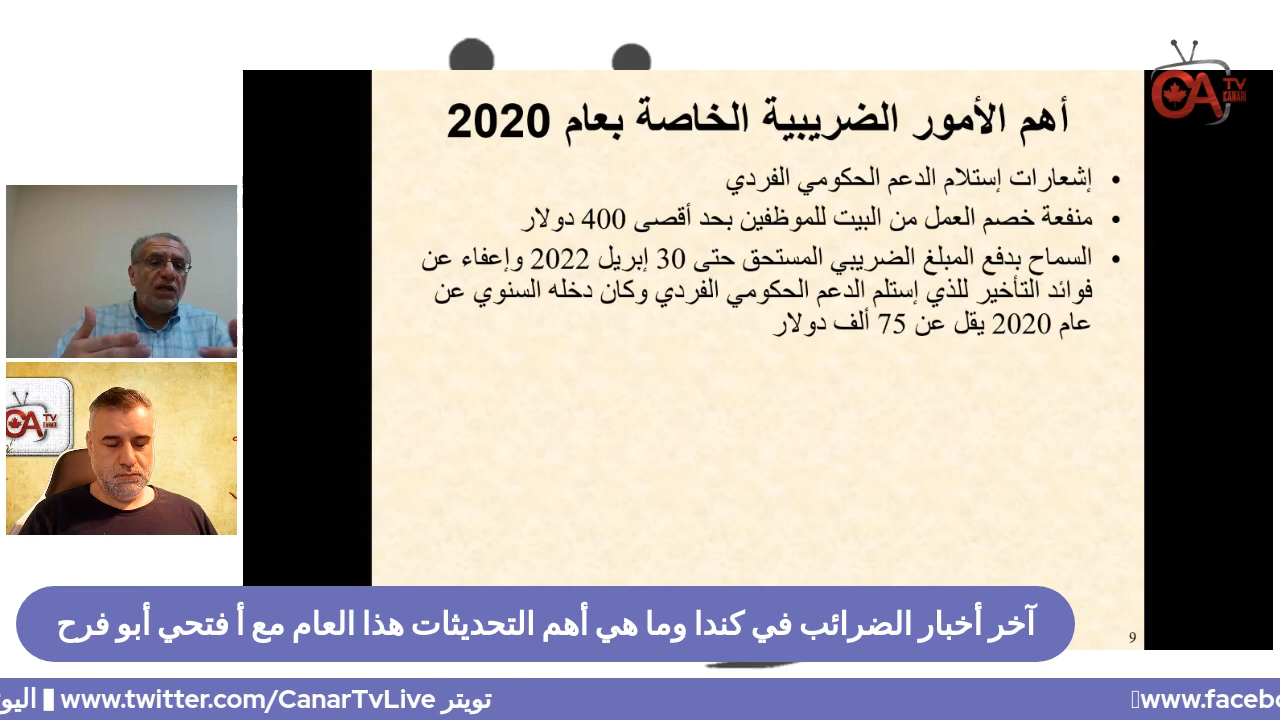 أهم الأمور الضريبية الخاصة بعام 2020
• إشعارات إستلام الدعم الحكومي الفردي
• منفعة خصم العمل من البيت للموظفين بحد أقصى 400 دولار
• السماح بدفع المبلغ الضريبي المستحق حتى 30 إبريل 2022 وإعفاء عن
فوائد التأخير للذي إستلم الدعم الحكومي الفردي وكان دخله السنوي عن
عام 2020 يقل عن 75 ألف دولار
9
TV
CANAR
آخر أخبار الضرائب في كندا وما هي أهم التحديثات هذا العام مع أ فتحي أبو فرح
تويتر www.twitter.com/CanarTvLive